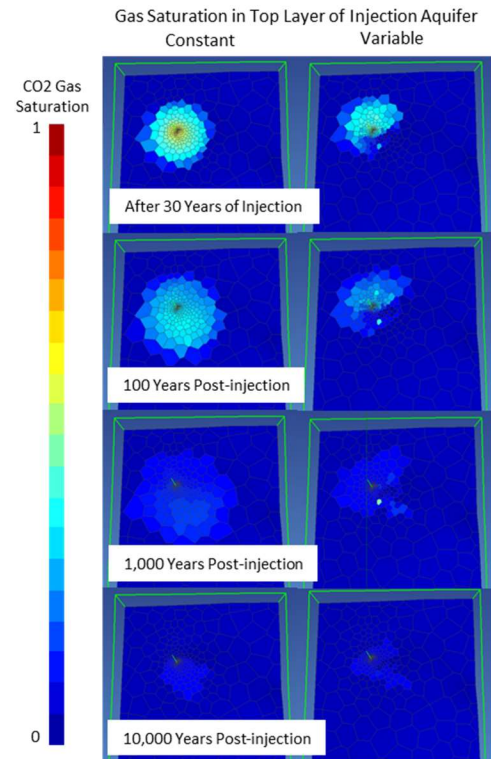 Gas Saturation in Top Layer of Injection Aquifer
Constant Variable
CO2 Gas
Saturation
1
After 30 Years of Injection
100 Years Post-injection
1,000 Years Post-injection
0
10,000 Years Post-injection